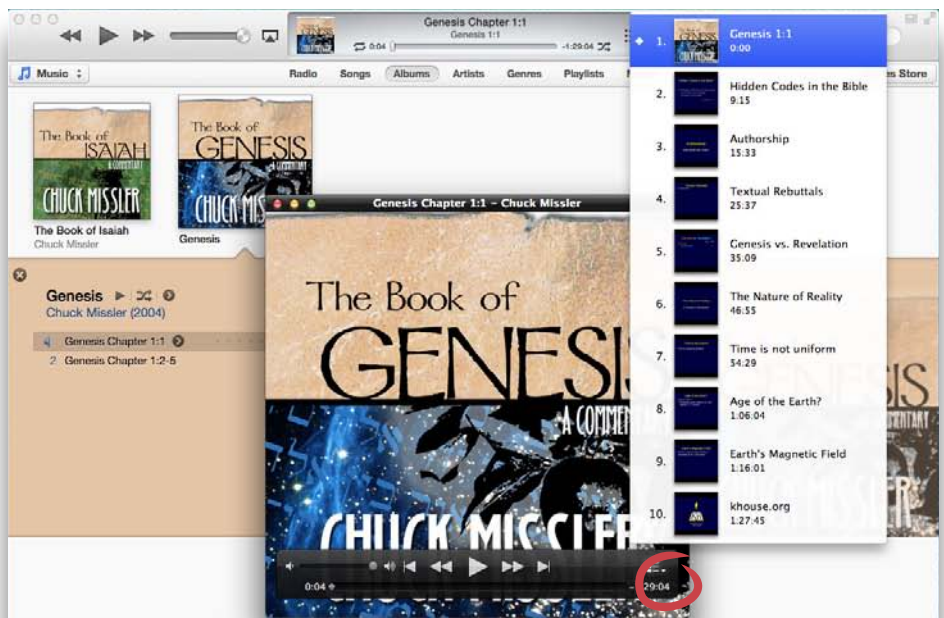 Genesis Chapter 1:1
Genesis 1:1
0:04
-1:29:04
Music
Radio
Songs
Albums
Artists
Genres
Playlists
Store
The Book of
ISAIAH
A COMMENTARY
CHUCK MISSLER
The Book of Isaiah
Chuck Missler
The Book of
GENESIS
A COMMENTARY
CHUCK MIS
Genesis
Genesis
Chuck Missler (2004)
Genesis Chapter 1:1
2 Genesis Chapter 1:2-5
Genesis Chapter 1:1 – Chuck Missler
The Book of
GENESIS
A COMMENTA
CHUCK MISSLER
0:04
29:04
1. Genesis 1:1
0:00
2. Hidden Codes in the Bible
9:15
3. Authorship
15:33
4. Textual Rebuttals
25:37
5. Genesis vs. Revelation
35:09
6. The Nature of Reality
46:55
7. Time is not uniform
54:29
8. Age of the Earth?
1:06:04
9. Earth's Magnetic Field
1:16:01
10. khouse.org
1:27:45